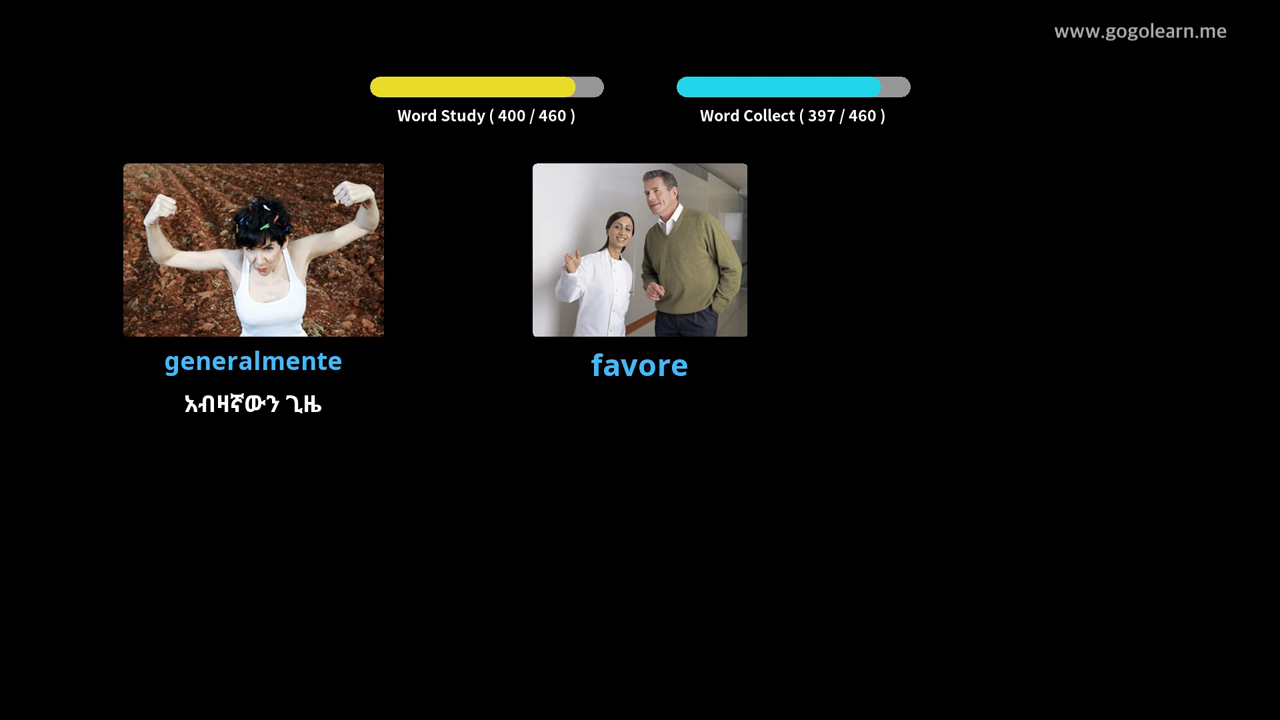 www.gogolearn.me
Word Study ( 400 / 460 )
Word Collect ( 397 / 460 )
generalmente
favore
አብዛኛውን ጊዜ